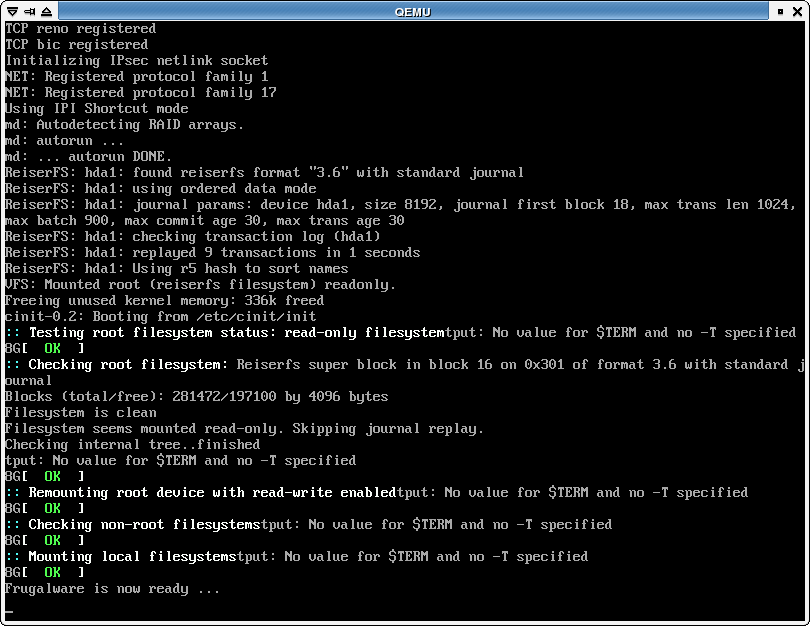 QEMU
TCP reno registered
TCP bic registered
Initializing IPsec netlink socket
NET: Registered protocol family 1
NET: Registered protocol family 17
Using IPI Shortcut mode
md: Autodetecting RAID arrays.
md: autorun ...
md: ... autorun DONE.
ReiserFS: hda1: found reiserfs format "3.6" with standard journal
ReiserFS: hda1: using ordered data mode
ReiserFS: hda1: journal params: device hda1, size 8192, journal first block 18, max trans len 1024,
max batch 900, max commit age 30, max trans age 30
ReiserFS: hda1: checking transaction log (hda1)
ReiserFS: hda1: replayed 9 transactions in 1 seconds
ReiserFS: hda1: Using r5 hash to sort names
VFS: Mounted root (reiserfs filesystem) readonly.
Freeing unused kernel memory: 336k freed
cinit-0.2: Booting from /etc/cinit/init
:: Testing root filesystem status: read-only filesystemtput: No value for $TERM and no -T specified
8G[  OK  ]
:: Checking root filesystem: Reiserfs super block in block 16 on 0x301 of format 3.6 with standard j
ournal
Blocks (total/free): 281472/197100 by 4096 bytes
Filesystem is clean
Filesystem seems mounted read-only. Skipping journal replay.
Checking internal tree..finished
tput: No value for $TERM and no -T specified
8G[  OK  ]
:: Remounting root device with read-write enabledtput: No value for $TERM and no -T specified
8G[  OK  ]
:: Checking non-root filesystemstput: No value for $TERM and no -T specified
8G[  OK  ]
:: Mounting local filesystemstput: No value for $TERM and no -T specified
8G[  OK  ]
Frugalware is now ready ...
_